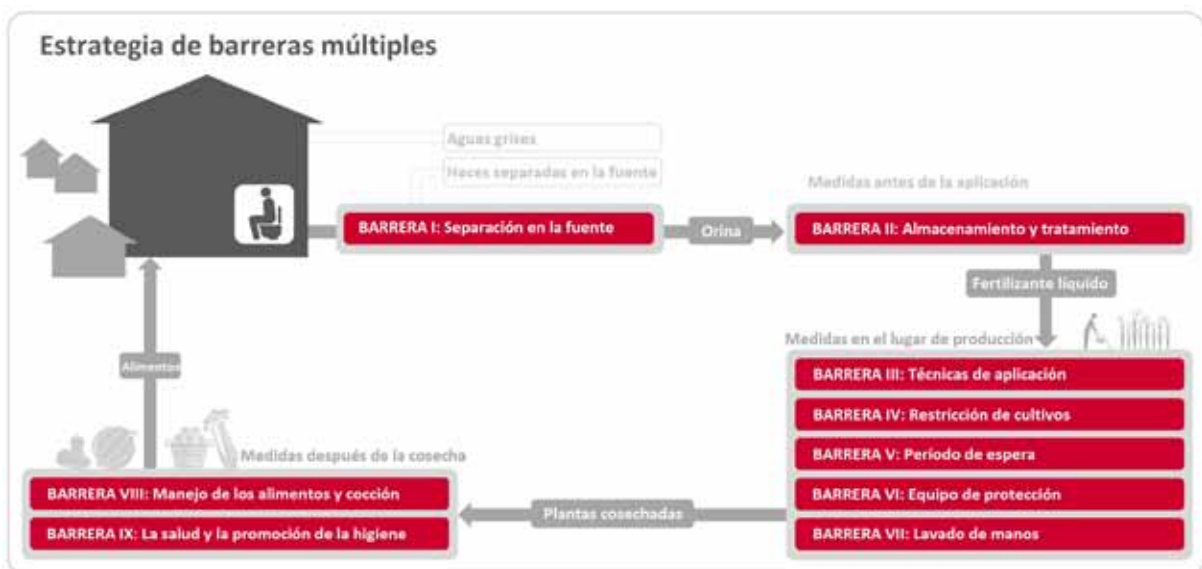 Estrategia de barreras múltiples
Aguas grises
Heces separadas en la fuente
Medidas antes de la aplicación
BARRERA I: Separación en la fuente
Orina
BARRERA II: Almacenamiento y tratamiento
Fertilizante líquido
Medidas en el lugar de producción
BARRERA III: Técnicas de aplicación
BARRERA IV: Restricción de cultivos
BARRERA V: Período de espera
BARRERA VI: Equipo de protección
BARRERA VII: Lavado de manos
Plantas cosechadas
Medidas después de la cosecha
BARRERA VIII: Manejo de los alimentos y cocción
BARRERA IX: La salud y la promoción de la higiene
Alimentos